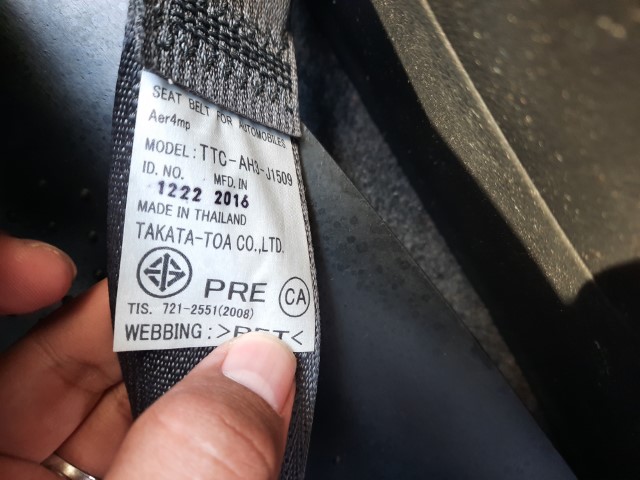 SEAT BELT FOR AUTOMOBILES
Aer4mp
MODEL: TTC-AH3-J1509
ID. NO. MFD. IN
1222 2016
MADE IN THAILAND
TAKATA-TOA CO., LTD.
PRE CA
TIS. 721-2551(2008)
WEBBING: >PET<